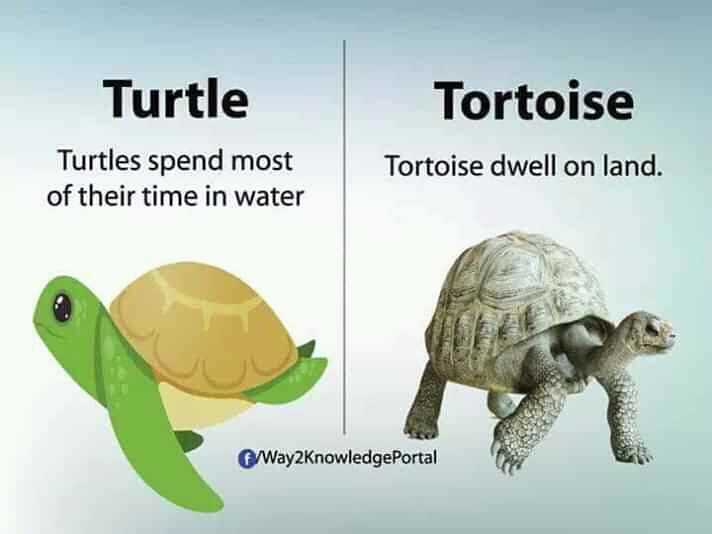 Turtle
Turtles spend most
of their time in water
Tortoise
Tortoise dwell on land.
f/Way2KnowledgePortal